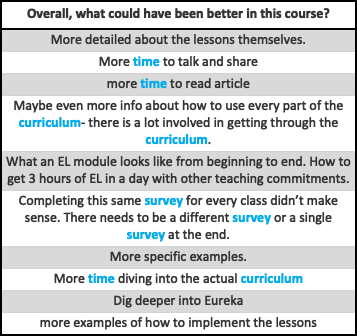 Overall, what could have been better in this course?
More detailed about the lessons themselves.
More time to talk and share
more time to read article
Maybe even more info about how to use every part of the
curriculum- there is a lot involved in getting through the
curriculum.
What an EL module looks like from beginning to end. How to
get 3 hours of EL in a day with other teaching commitments.
Completing this same survey for every class didn’t make
sense. There needs to be a different survey or a single
survey at the end.
More specific examples.
More time diving into the actual curriculum
Dig deeper into Eureka
more examples of how to implement the lessons